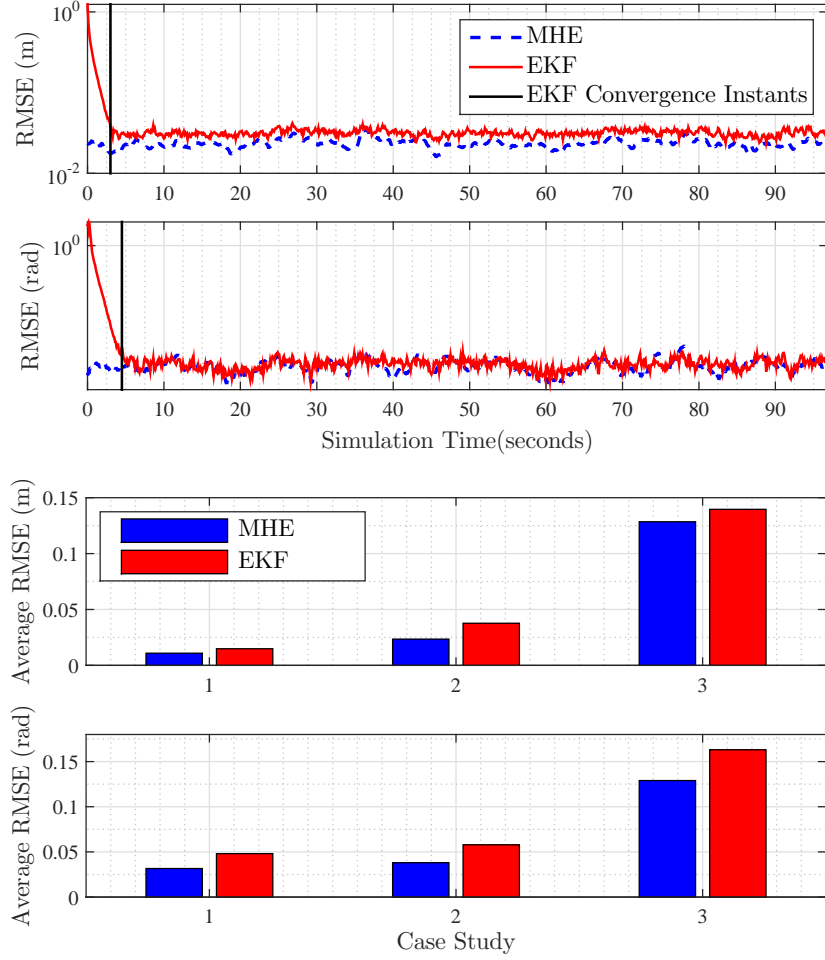 RMSE (m)
10^0
10^-2
MHE
EKF
EKF Convergence Instants
0 10 20 30 40 50 60 70 80 90
RMSE (rad)
10^0
0 10 20 30 40 50 60 70 80 90
Simulation Time(seconds)
Average RMSE (m)
0.15
0.1
0.05
0
MHE
EKF
1 2 3
Average RMSE (rad)
0.15
0.1
0.05
0
1 2 3
Case Study